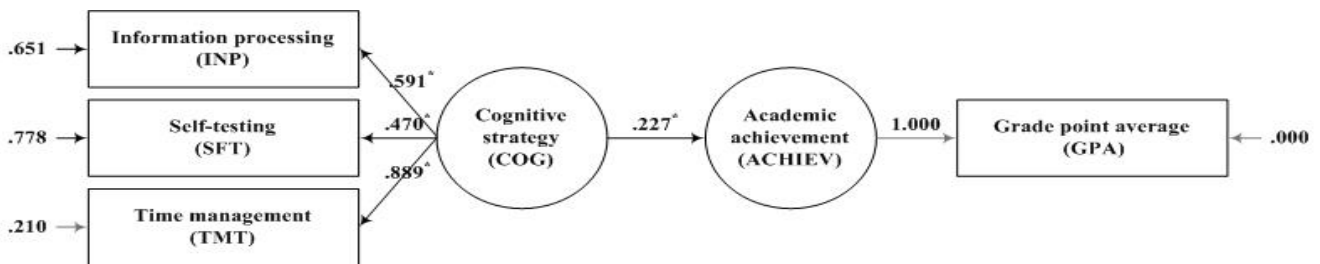 Information processing
(INP)
.651
.591*
Self-testing
(SFT)
.778
.470*
Time management
(TMT)
.210
.889*
Cognitive
strategy
(COG)
.227*
Academic
achievement
(ACHIEV)
1.000
Grade point average
(GPA)
.000